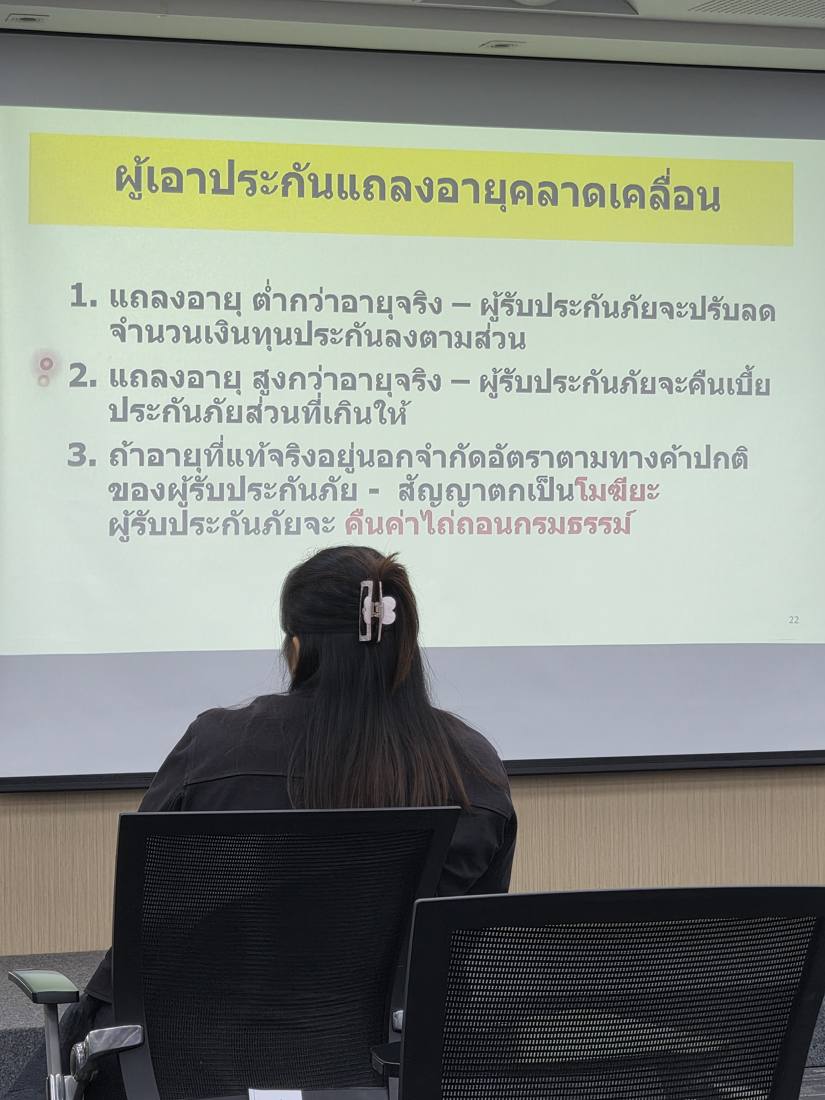 ผู้เอาประกันแถลงอายุคลาดเคลื่อน
1. แถลงอายุ ต่ำกว่าอายุจริง – ผู้รับประกันภัยจะปรับลด
จำนวนเงินทุนประกันลงตามส่วน
2. แถลงอายุ สูงกว่าอายุจริง – ผู้รับประกันภัยจะคืนเบี้ย
ประกันภัยส่วนที่เกินให้
3. ถ้าอายุที่แท้จริงอยู่นอกจำกัดอัตราตามทางค้าปกติ
ของผู้รับประกันภัย - สัญญาตกเป็นโมฆียะ
ผู้รับประกันภัยจะ คืนค่าไถ่ถอนกรมธรรม์
22